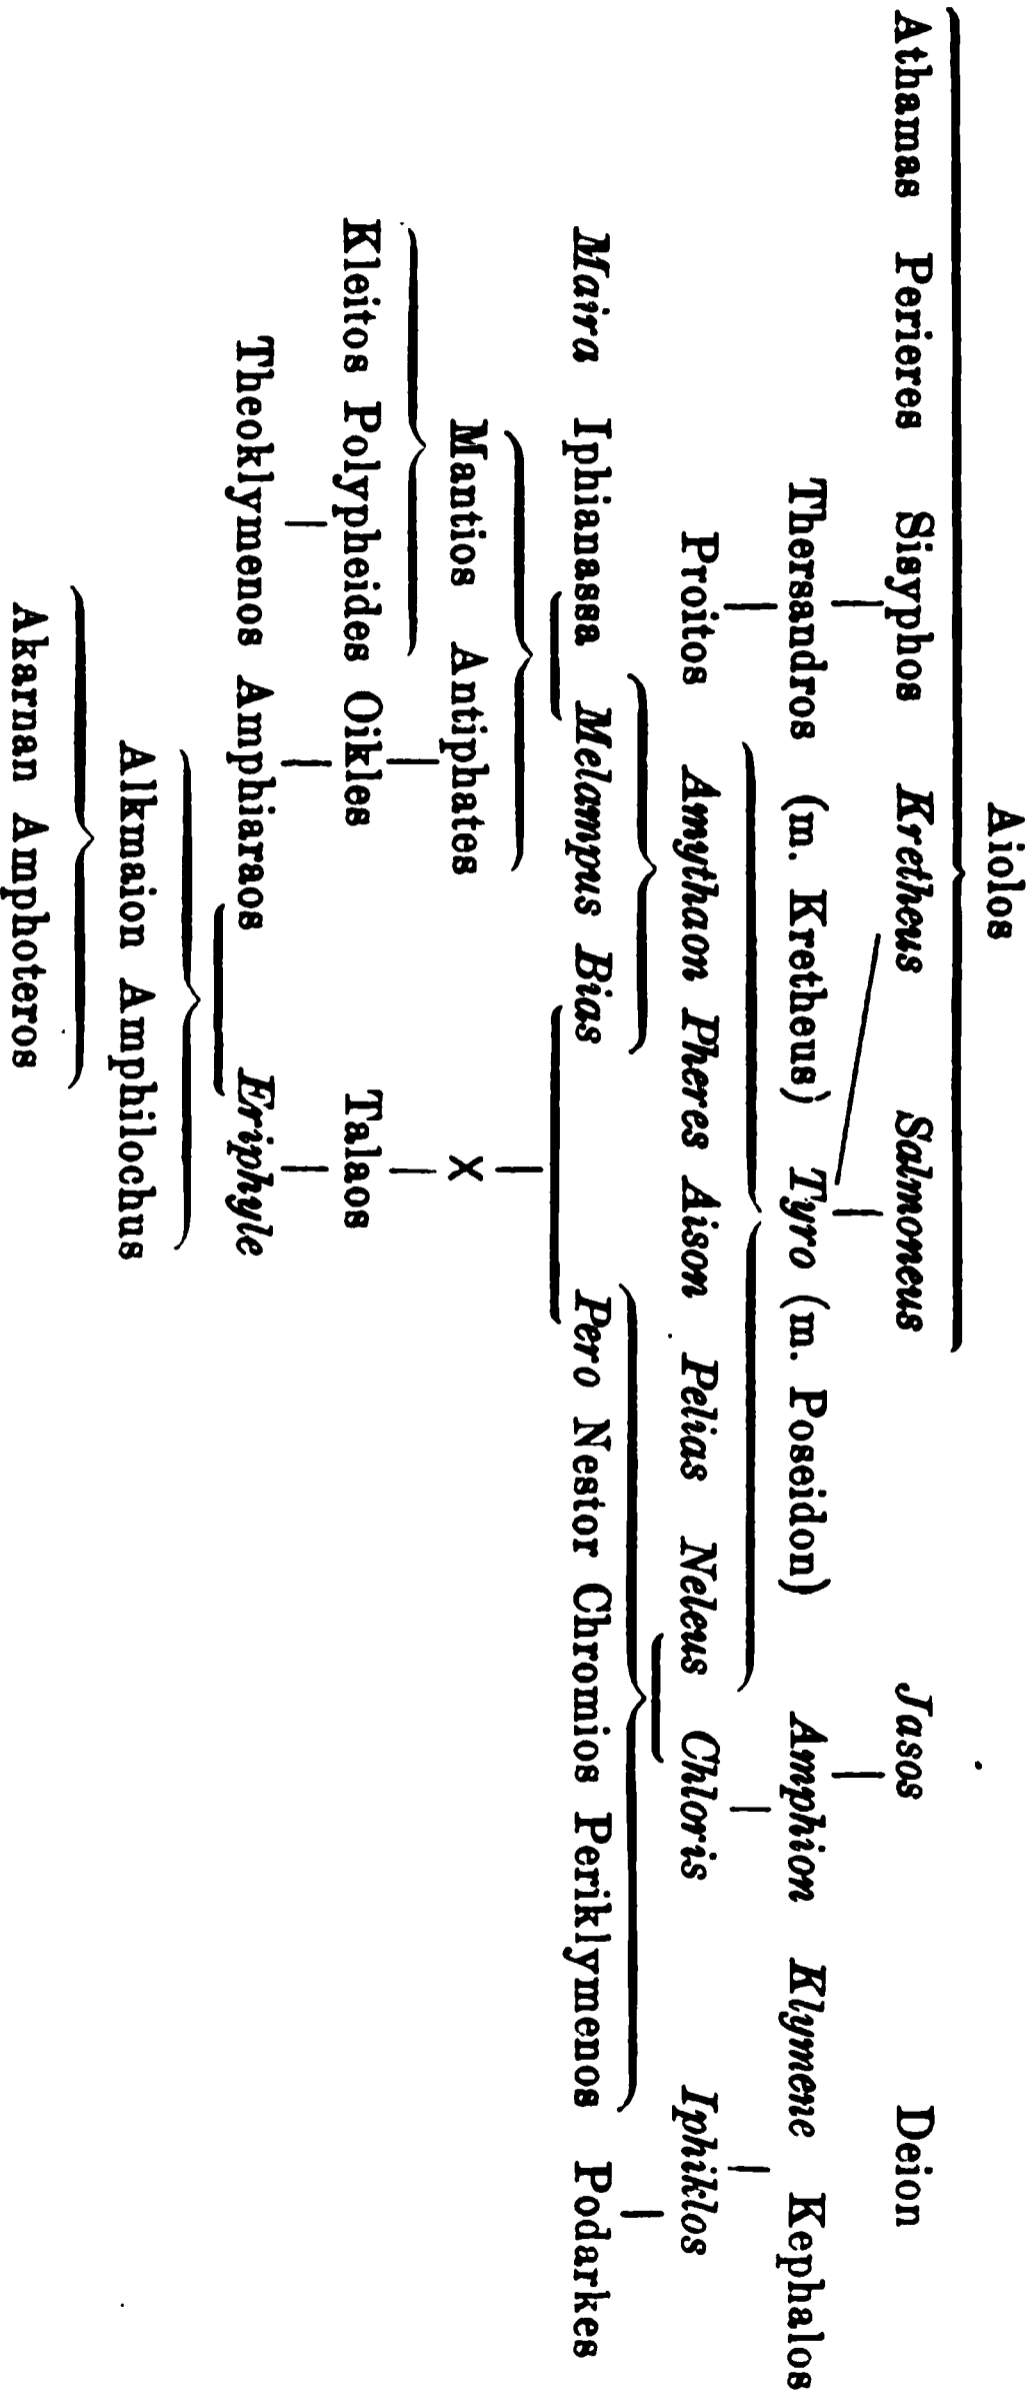 Aiolos
Athamas Perieres Sisyphos Kretheus Salmoneus Jasos Deion
Thersandros (m. Kretheus) Tyro (m. Poseidon) Amphion Klymene Kephalos
Proitos Amythaon Pheres Aison Pelias Neleus Chloris Iphiklos
Maira Iphianassa Melampus Bias Pero Nestor Chromios Periklymenos Podarkes
Mantios Antiphates X
Kleitos Polypheides Oikles Talaos
Theoklymenos Amphiaraos Eriphyle
Alkmaion Amphilochus
Akarnan Amphoteros